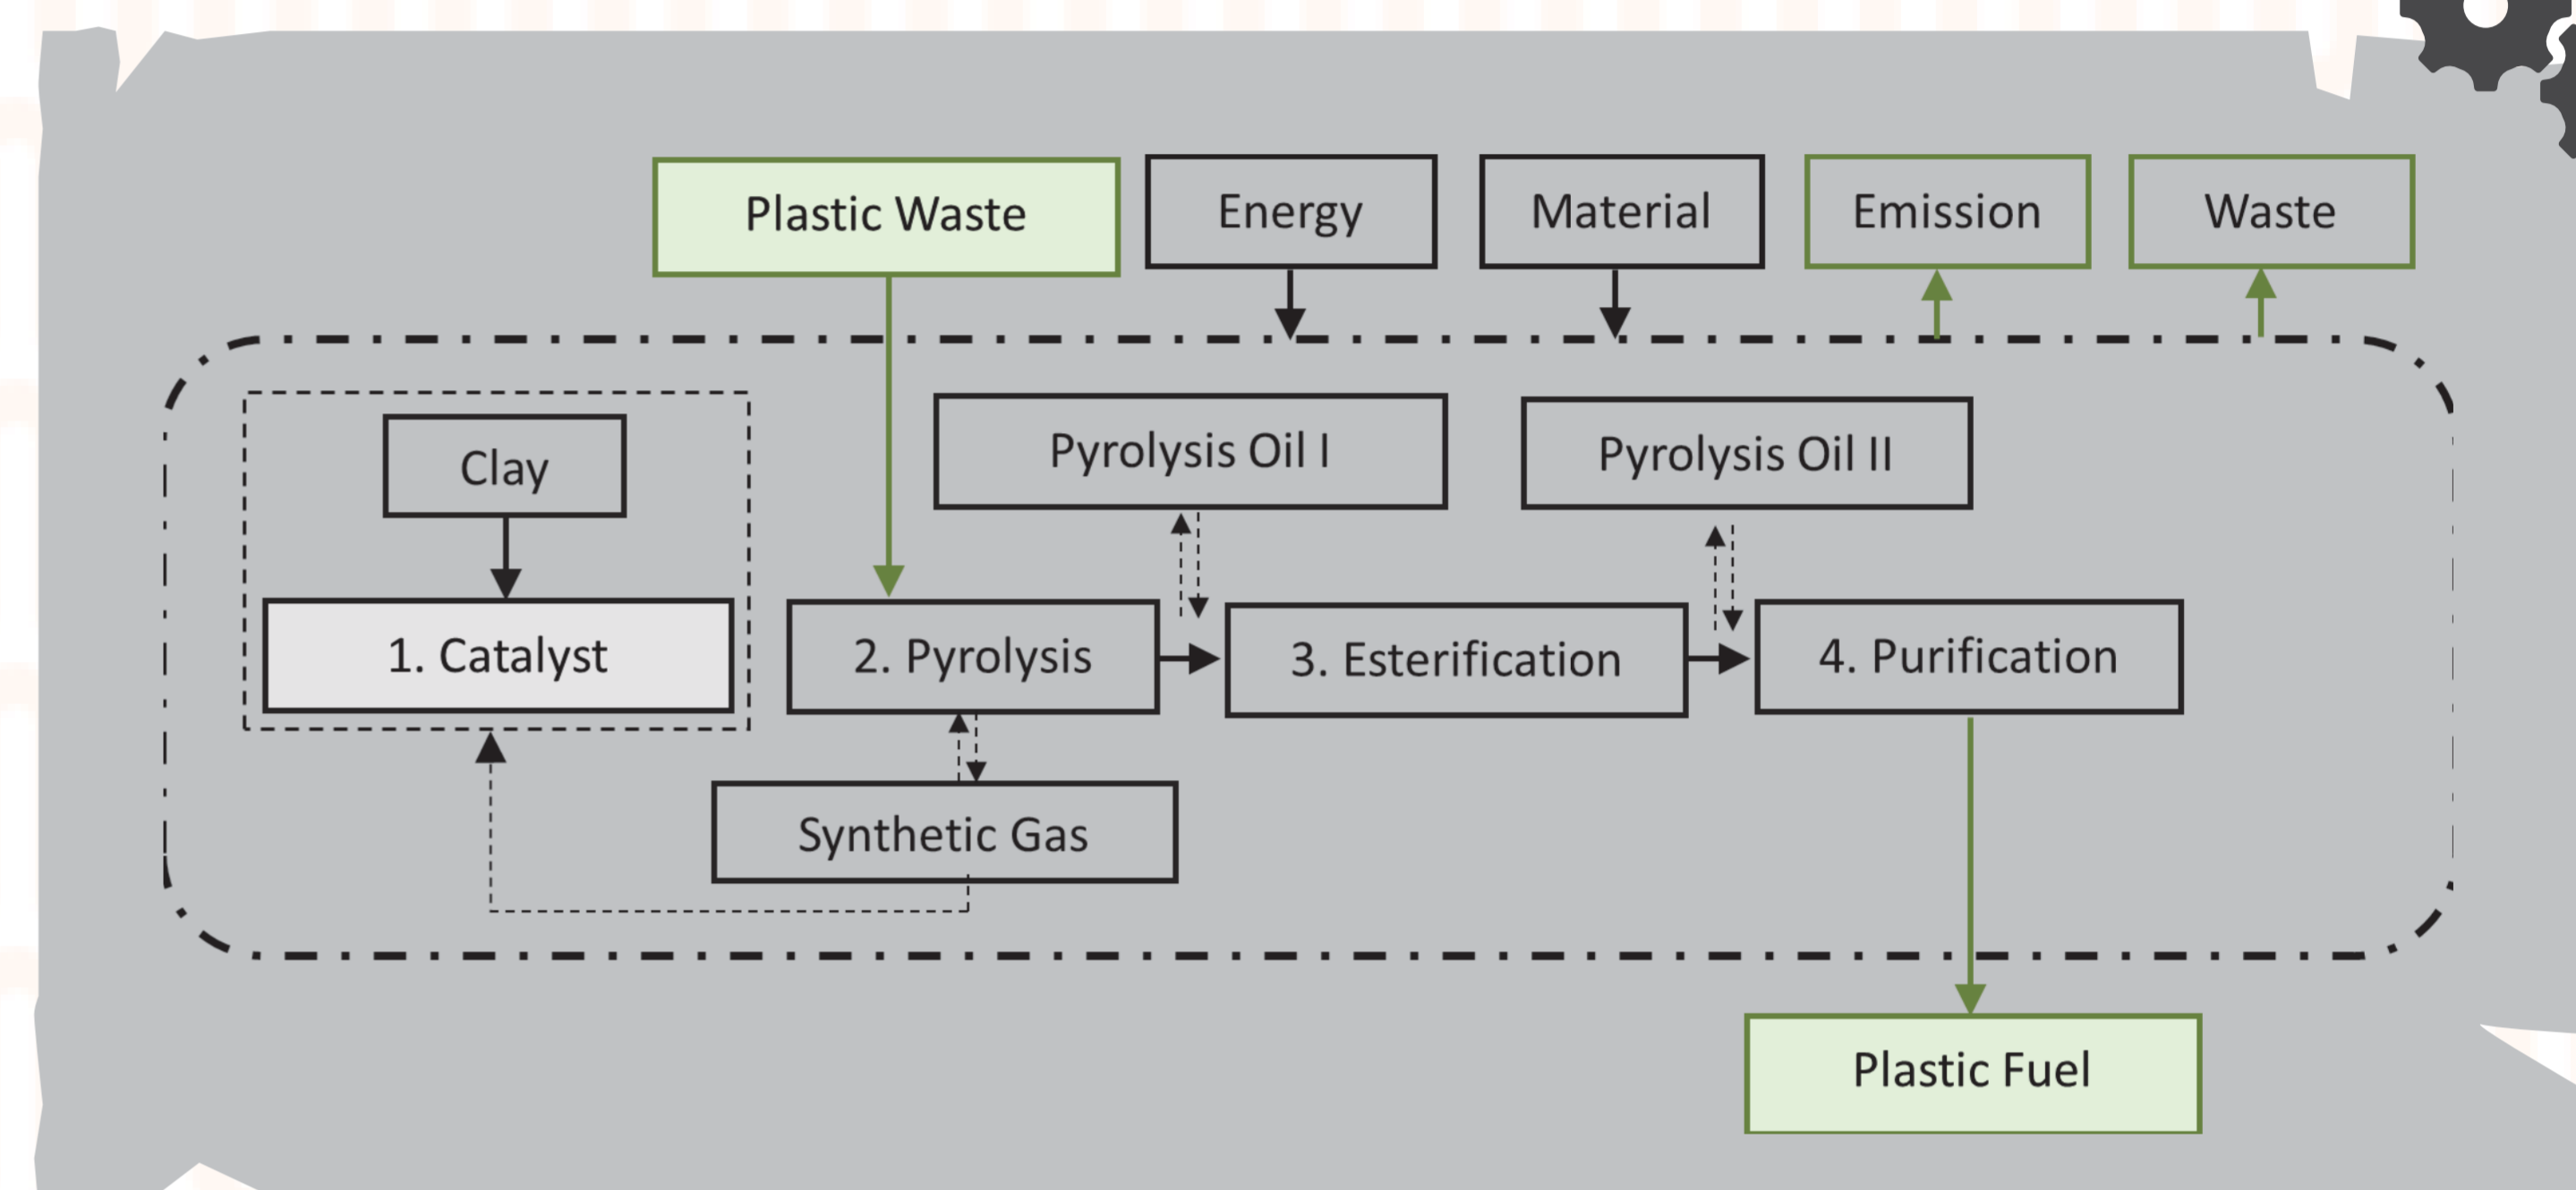 Plastic Waste
Energy
Material
Emission
Waste
Clay
Pyrolysis Oil I
Pyrolysis Oil II
1. Catalyst
2. Pyrolysis
3. Esterification
4. Purification
Synthetic Gas
Plastic Fuel